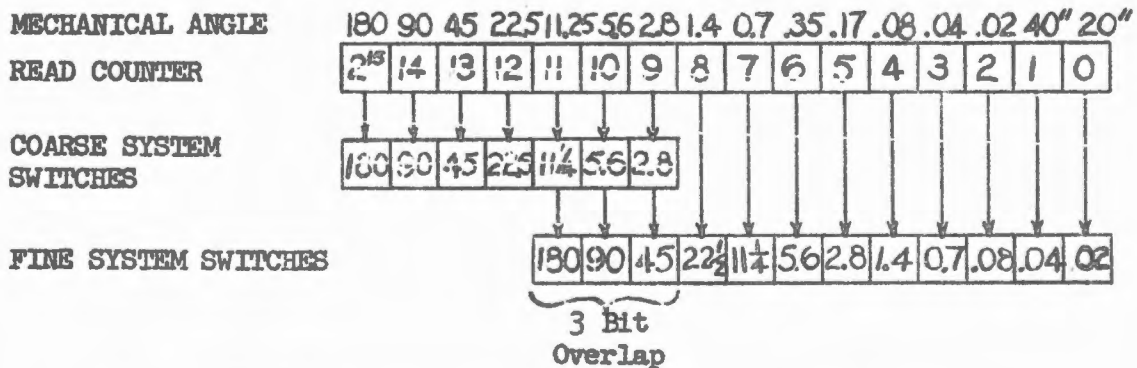 MECHANICAL ANGLE 180 90 45 22.5 11.25 5.6 2.8 1.4 0.7 .35 .17 .08 .04 .02 40" 20"
READ COUNTER 2¹⁵ 14 13 12 11 10 9 8 7 6 5 4 3 2 1 0
COARSE SYSTEM
SWITCHES 180 90 45 22.5 11¼ 5.6 2.8
FINE SYSTEM SWITCHES 180 90 45 22½ 11¼ 5.6 2.8 1.4 0.7 .08 .04 .02
3 Bit
Overlap